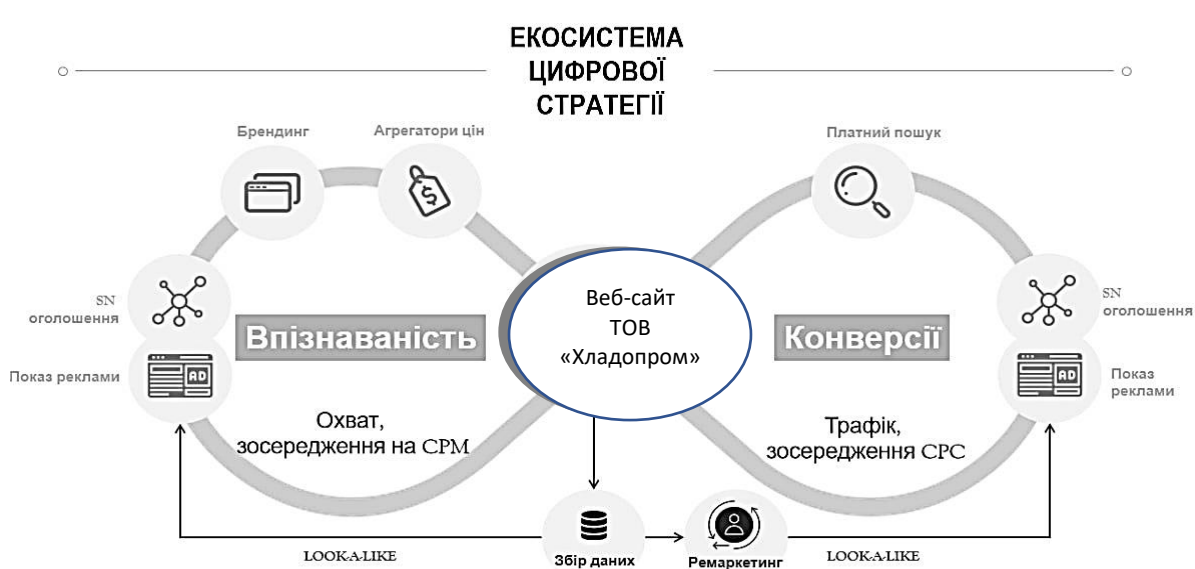 ЕКОСИСТЕМА
ЦИФРОВОЇ
СТРАТЕГІЇ
Брендинг
Агрегатори цін
Платний пошук
SN
оголошення
Показ реклами
Впізнаваність
Охват,
зосередження на CPM
Веб-сайт
ТОВ
«Хладопром»
Конверсії
Трафік,
зосередження CPC
SN
оголошення
Показ
реклами
AD
AD
$
LOOK-A-LIKE
Збір даних
Ремаркетинг
LOOK-A-LIKE